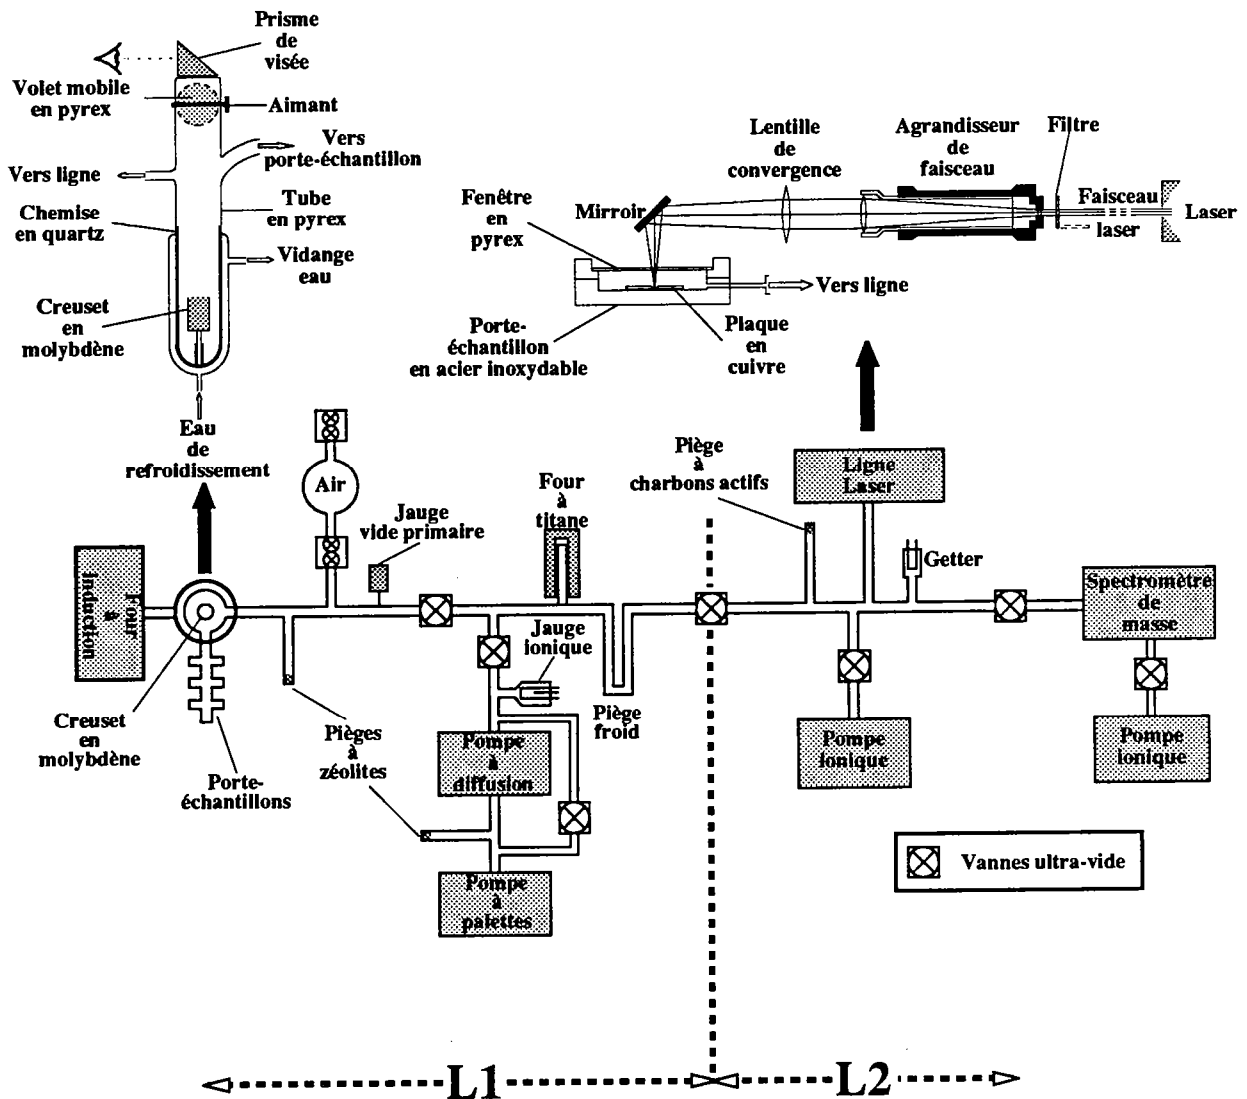 Prisme
de
visée
Volet mobile
en pyrex
Aimant
Vers
porte-échantillon
Vers ligne
Chemise
en quartz
Tube
en pyrex
Vidange
eau
Creuset
en
molybdène
Eau
de
refroidissement
Lentille
de
convergence
Agrandisseur
de
faisceau
Filtre
Fenêtre
en
pyrex
Mirroir
Faisceau
laser
Laser
Vers ligne
Porte-
échantillon
en acier inoxydable
Plaque
en
cuivre
Air
Jauge
vide primaire
Four
à
titane
Piège
à
charbons actifs
Ligne
Laser
Getter
Spectromètre
de
masse
Four
à
induction
Jauge
ionique
Piège
froid
Creuset
en
molybdène
Porte-
échantillons
Pièges
à
zéolites
Pompe
à
diffusion
Pompe
à
palettes
Pompe
ionique
Pompe
ionique
Vannes ultra-vide
L1
L2